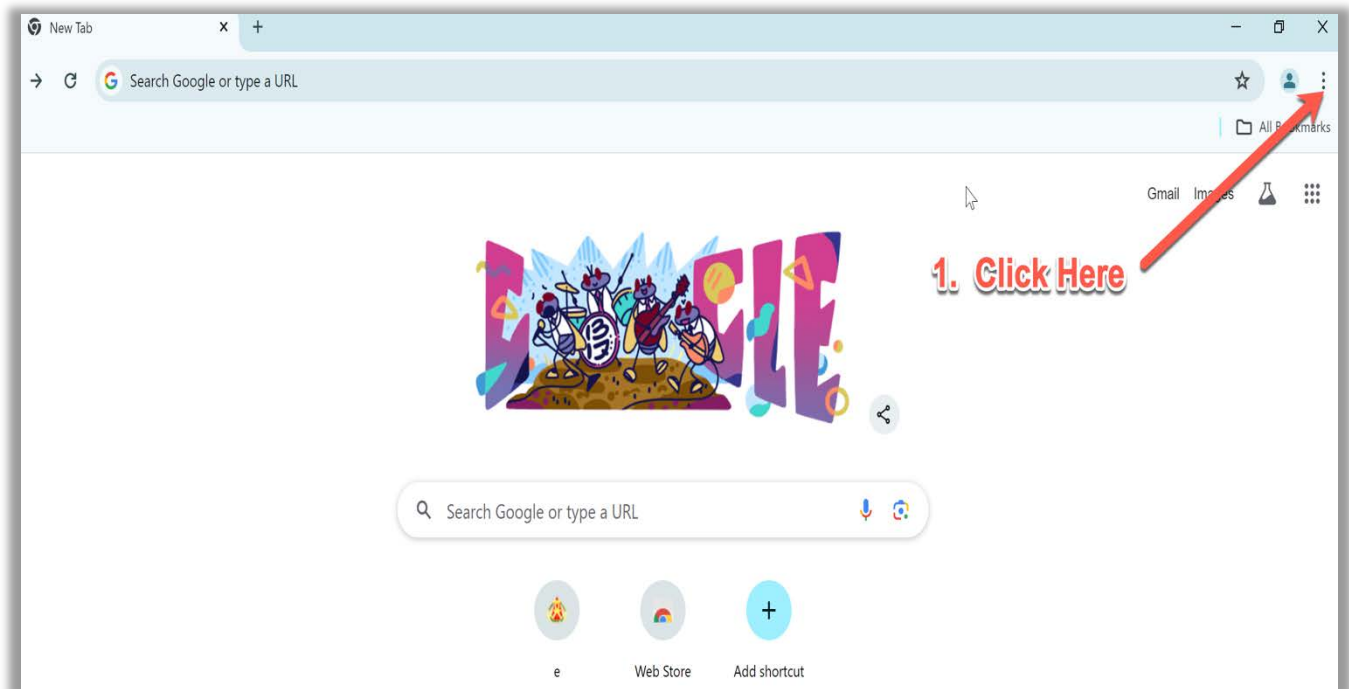 New Tab
Search Google or type a URL
All Bookmarks
Gmail Images
1. Click Here
Search Google or type a URL
e Web Store Add shortcut